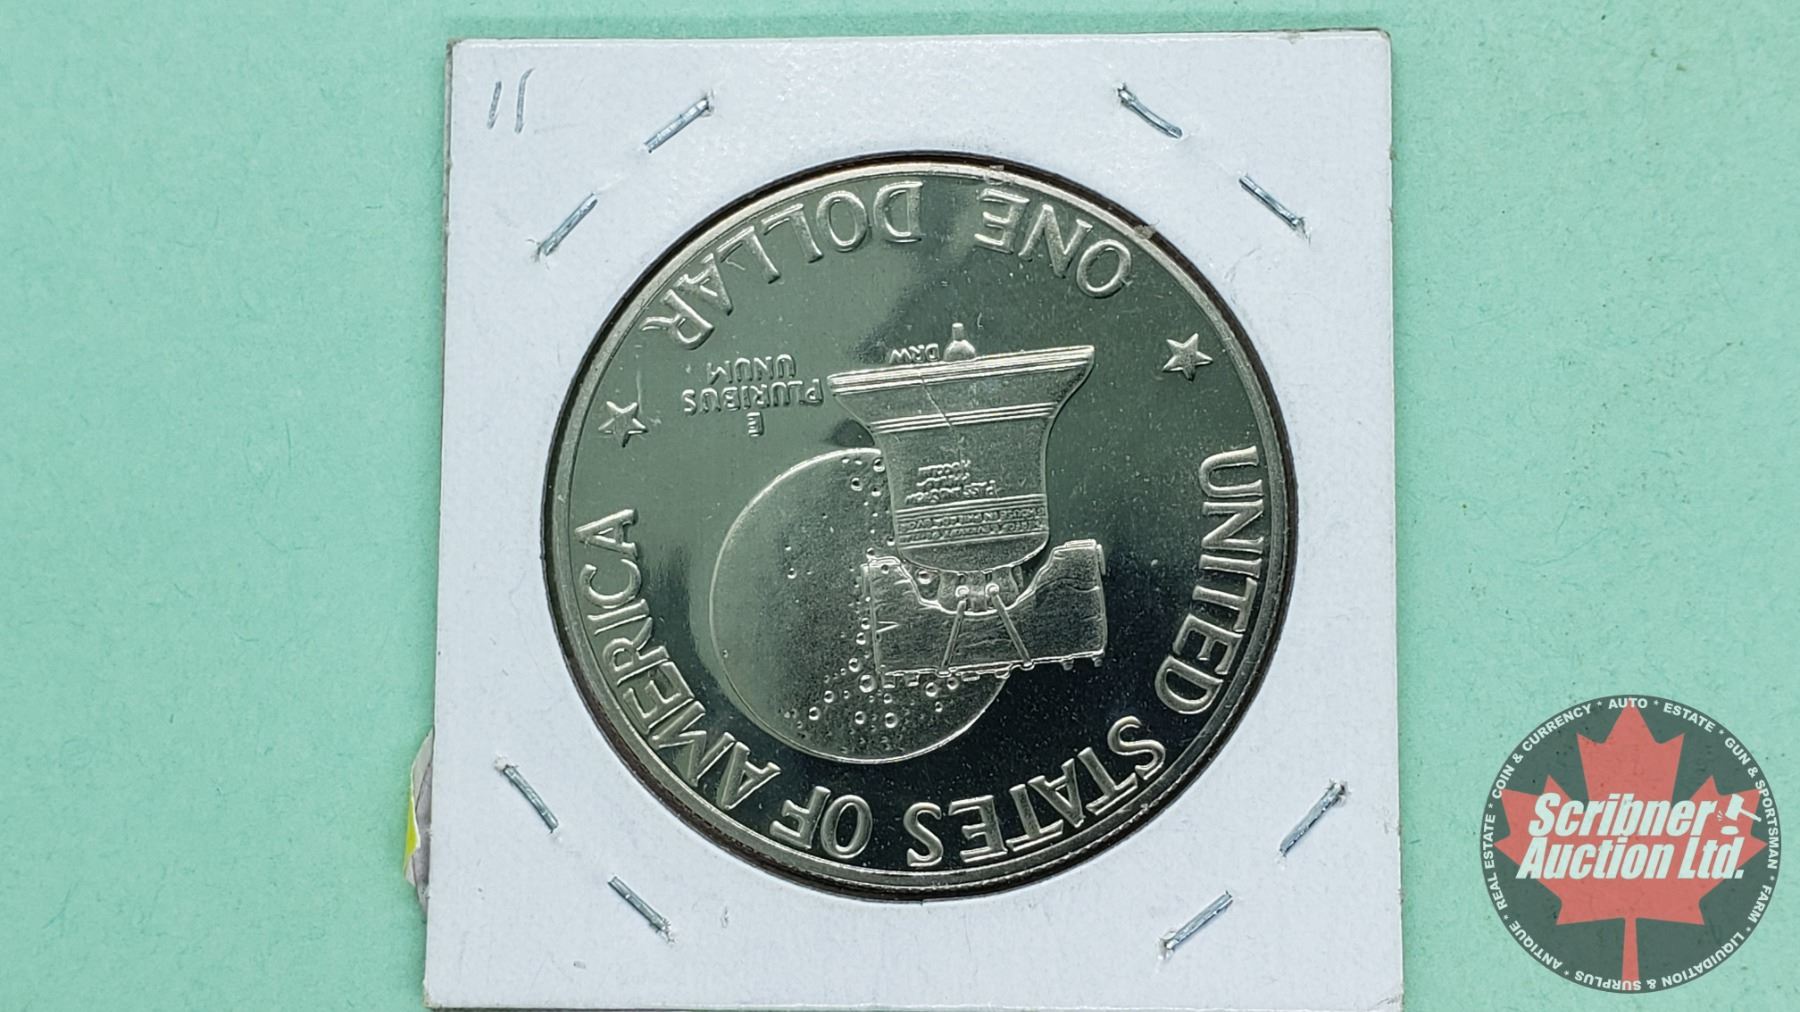 11
UNITED STATES OF AMERICA
E
PLURIBUS
UNUM
DRW
ONE DOLLAR
Scribner
Auction Ltd.
REAL ESTATE * COIN & CURRENCY * AUTO * ESTATE * GUN & SPORTSMAN * FARM * LIQUIDATION & SURPLUS * ANTIQUE *